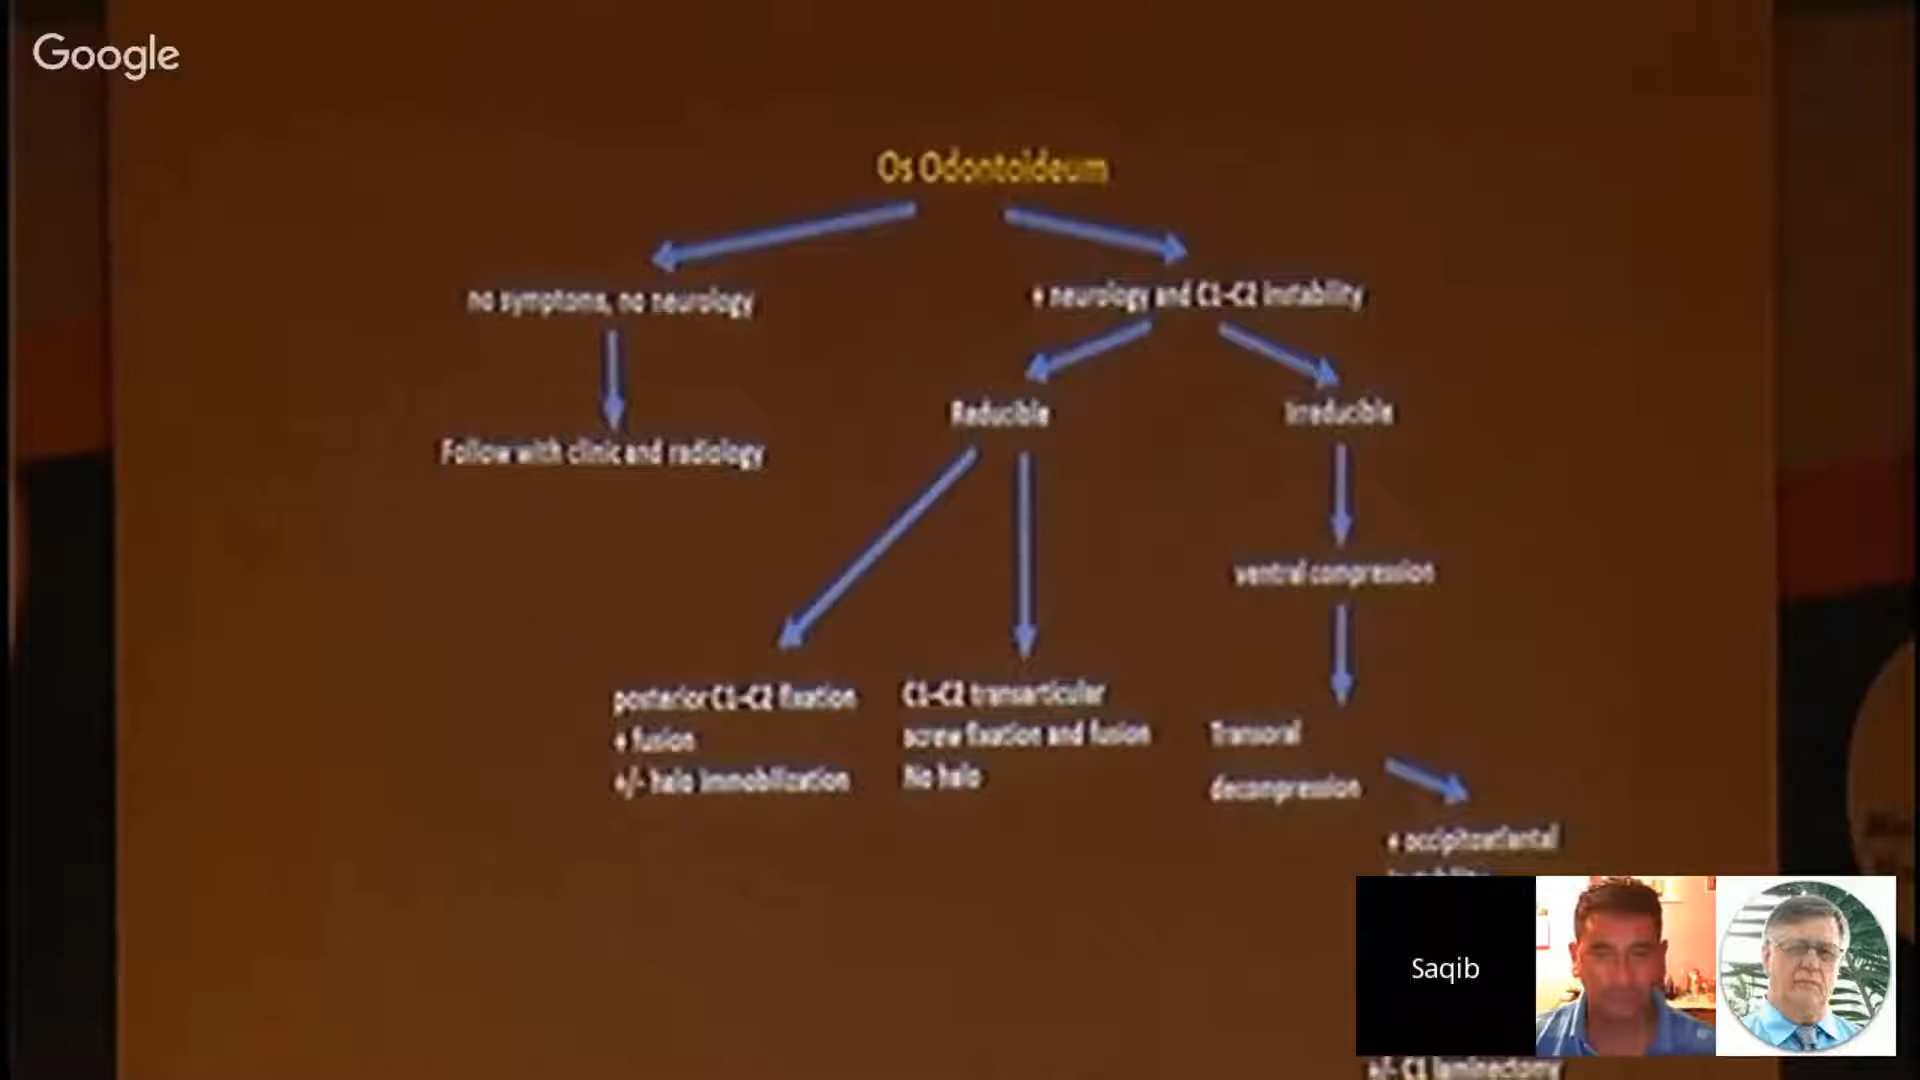 Google
Os Odontoideum
no symptoms, no neurology
+ neurology and C1-C2 instability
Reducible
Irreducible
Follow with clinic and radiology
ventral compression
posterior C1-C2 fixation
+ fusion
+/- halo immobilization
C1-C2 transarticular
screw fixation and fusion
No halo
Transoral
decompression
+ occipitoatlantal
Saqib
+/- C1 laminectomy